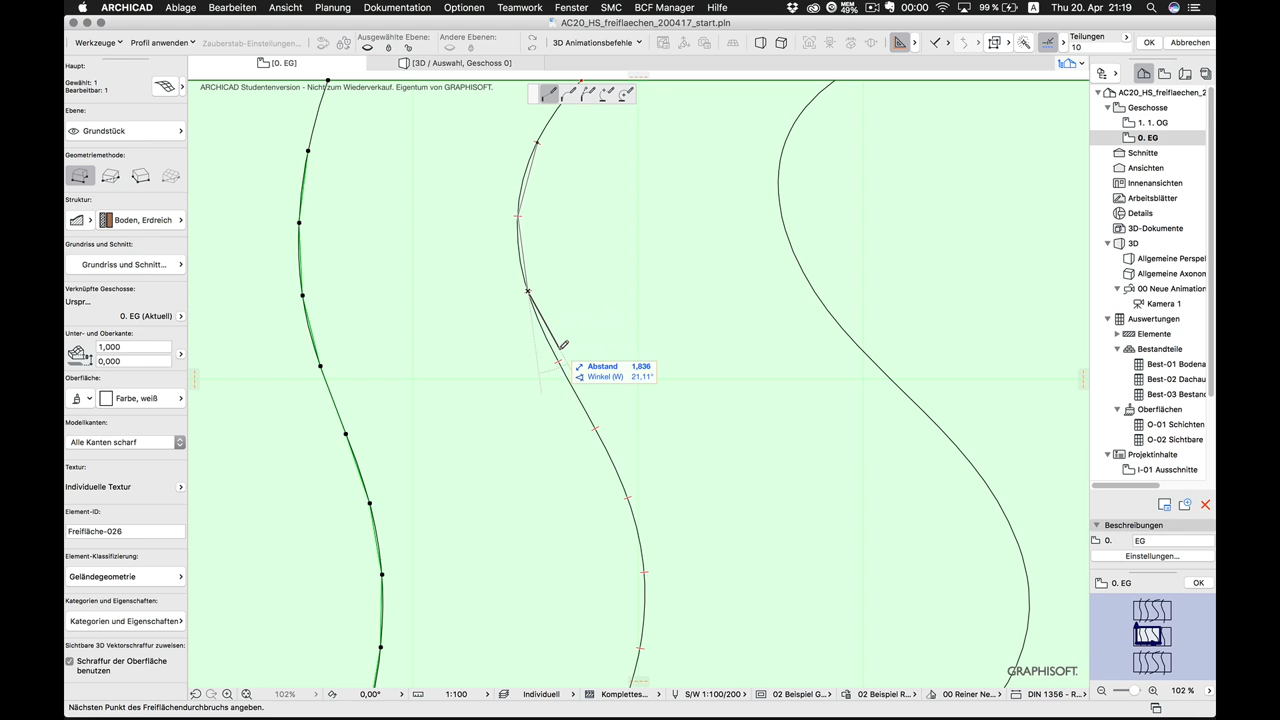 ARCHICAD Ablage Bearbeiten Ansicht Planung Dokumentation Optionen Teamwork Fenster SMC BCF Manager Hilfe MEM 49% 00:00 99 % Do. 9. Apr. 21:19
AC20_HS_freiflaechen_200417_start.pln
Werkzeuge Profil anwenden Zauberstab-Einstellungen... Ausgewählte Ebene: Andere Ebenen: 3D Animationsbefehle Teilungen 10 OK Abbrechen
[0. EG] [3D / Auswahl, Geschoss 0]
Haupt:
Gewählt: 1
Bearbeitbar: 1
Ebene:
Grundstück
Geometriemethode:
Struktur:
Boden, Erdreich
Grundriss und Schnitt:
Grundriss und Schnitt...
Verknüpfte Geschosse:
Urspr...
0. EG (Aktuell)
Unter- und Oberkante:
1,000
0,000
Oberfläche:
Farbe, weiß
Modelkanten:
Alle Kanten scharf
Textur:
Individuelle Textur
Element-ID:
Freifläche-026
Element-Klassifizierung:
Geländegeometrie
Kategorien und Eigenschaften:
Kategorien und Eigenschaften
Sichtbare 3D Vektorschraffur zuweisen:
Schraffur der Oberfläche
benutzen
ARCHICAD Studentenversion - Nicht zum Wiederverkauf. Eigentum von GRAPHISOFT.
Abstand 1,836
Winkel (W) 21,11°
GRAPHISOFT.
AC20_HS_freiflaechen_2
Geschosse
1. 1. OG
0. EG
Schnitte
Ansichten
Innenansichten
Arbeitsblätter
Details
3D-Dokumente
3D
Allgemeine Perspe
Allgemeine Axonom
00 Neue Animation
Kamera 1
Auswertungen
Elemente
Bestandteile
Best-01 Bodena
Best-02 Dachau
Best-03 Bestand
Oberflächen
O-01 Schichten
O-02 Sichtbare
Projektinhalte
I-01 Ausschnitte
Beschreibungen
0. EG
Einstellungen...
0. EG OK
102 %
102% 0,00° 1:100 Individuell Komplettes... S/W 1:100/200 02 Beispiel G... 02 Beispiel R... 00 Reiner Ne... DIN 1356 - R...
Nächsten Punkt des Freiflächendurchbruchs angeben.